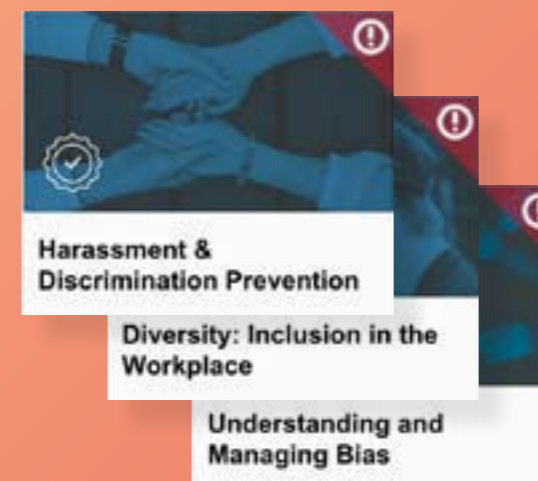 Harassment &
Discrimination Prevention
Diversity: Inclusion in the
Workplace
Understanding and
Managing Bias